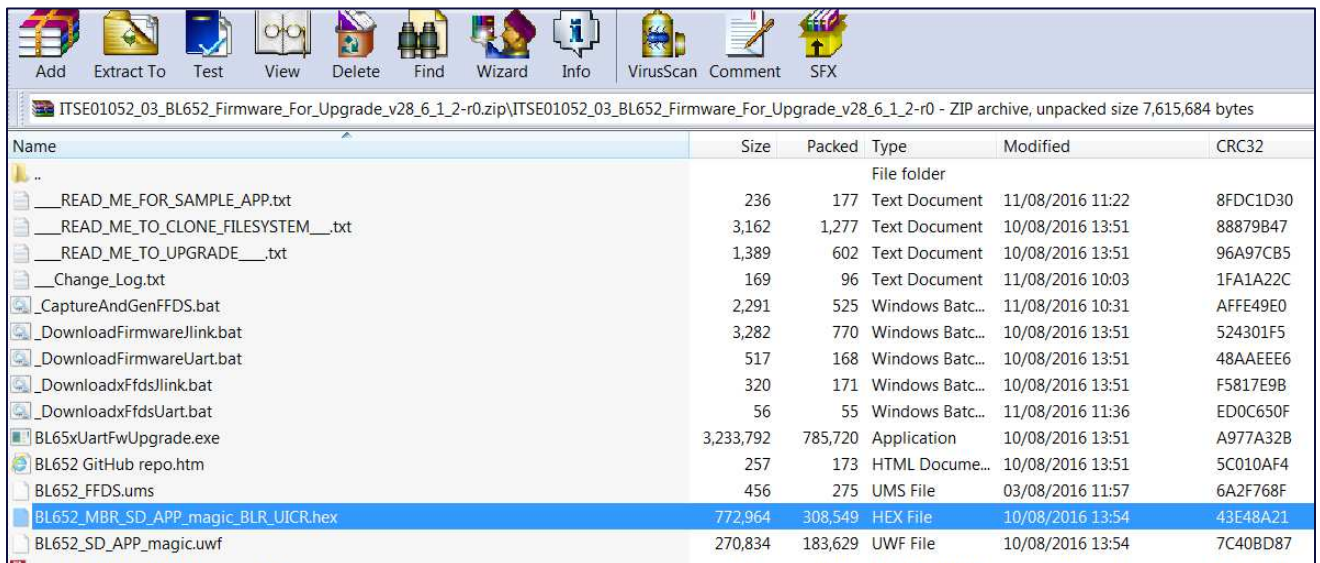 Add Extract To Test View Delete Find Wizard Info VirusScan Comment SFX
ITSE01052_03_BL652_Firmware_For_Upgrade_v28_6_1_2-r0.zip\ITSE01052_03_BL652_Firmware_For_Upgrade_v28_6_1_2-r0 - ZIP archive, unpacked size 7,615,684 bytes
Name Size Packed Type Modified CRC32
.. File folder
___READ_ME_FOR_SAMPLE_APP.txt 236 177 Text Document 11/08/2016 11:22 8FDC1D30
___READ_ME_TO_CLONE_FILESYSTEM___.txt 3,162 1,277 Text Document 10/08/2016 13:51 88879B47
___READ_ME_TO_UPGRADE____.txt 1,389 602 Text Document 10/08/2016 13:51 96A97CB5
__Change_Log.txt 169 96 Text Document 11/08/2016 10:03 1FA1A22C
_CaptureAndGenFFDS.bat 2,291 525 Windows Batc... 11/08/2016 10:31 AFFE49E0
_DownloadFirmwareJlink.bat 3,282 770 Windows Batc... 10/08/2016 13:51 524301F5
_DownloadFirmwareUart.bat 517 168 Windows Batc... 10/08/2016 13:51 48AAEEE6
_DownloadxFfdsJlink.bat 320 171 Windows Batc... 10/08/2016 13:51 F5817E9B
_DownloadxFfdsUart.bat 56 55 Windows Batc... 11/08/2016 11:36 ED0C650F
BL65xUartFwUpgrade.exe 3,233,792 785,720 Application 10/08/2016 13:51 A977A32B
BL652 GitHub repo.htm 257 173 HTML Docume... 10/08/2016 13:51 5C010AF4
BL652_FFDS.ums 456 275 UMS File 03/08/2016 11:57 6A2F768F
BL652_MBR_SD_APP_magic_BLR_UICR.hex 772,964 308,549 HEX File 10/08/2016 13:54 43E48A21
BL652_SD_APP_magic.uwf 270,834 183,629 UWF File 10/08/2016 13:54 7C40BD87